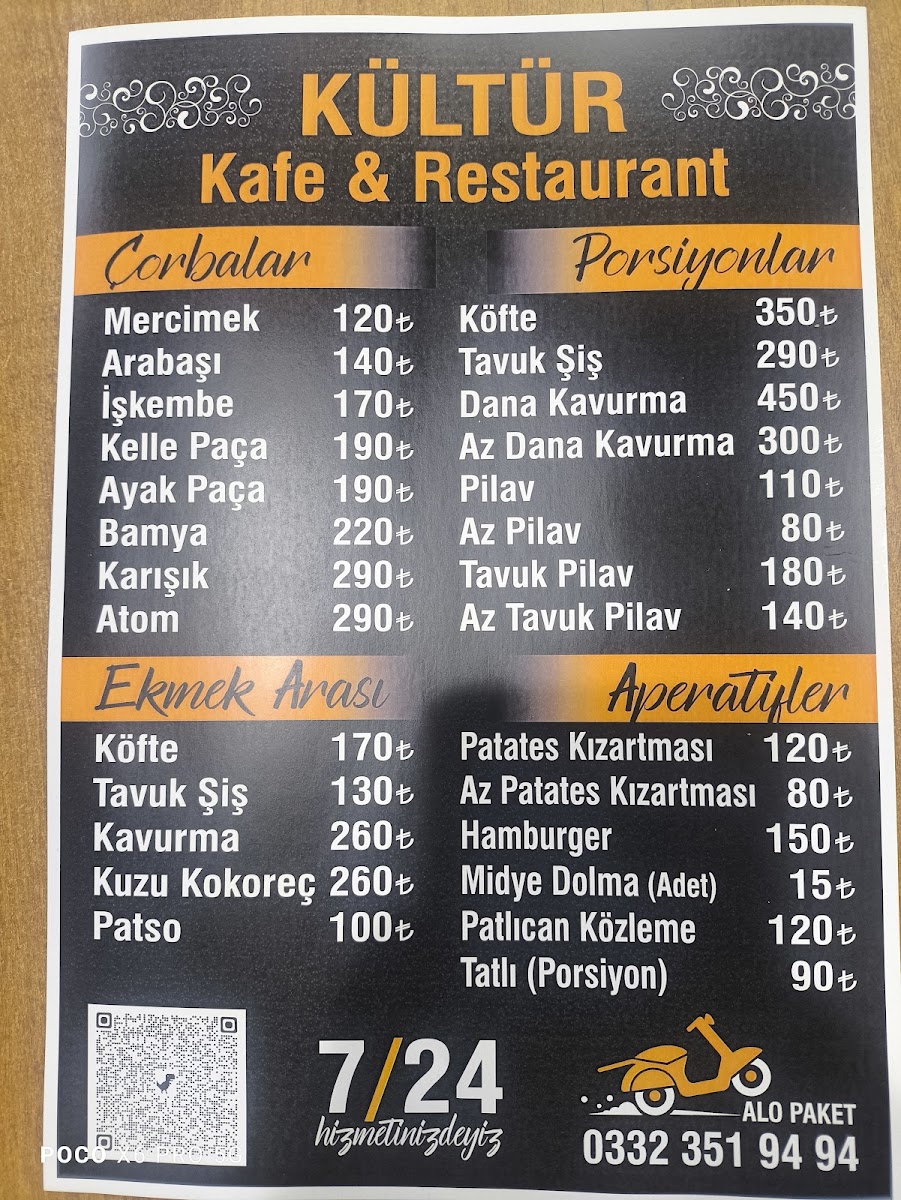 KÜLTÜR
Kafe & Restaurant
Çorbalar
Mercimek 120₺
Arabaşı 140₺
İşkembe 170₺
Kelle Paça 190₺
Ayak Paça 190₺
Bamya 220₺
Karışık 290₺
Atom 290₺
Porsiyonlar
Köfte 350₺
Tavuk Şiş 290₺
Dana Kavurma 450₺
Az Dana Kavurma 300₺
Pilav 110₺
Az Pilav 80₺
Tavuk Pilav 180₺
Az Tavuk Pilav 140₺
Ekmek Arası
Köfte 170₺
Tavuk Şiş 130₺
Kavurma 260₺
Kuzu Kokoreç 260₺
Patso 100₺
Aperatifler
Patates Kızartması 120₺
Az Patates Kızartması 80₺
Hamburger 150₺
Midye Dolma (Adet) 15₺
Patlıcan Közleme 120₺
Tatlı (Porsiyon) 90₺
7/24
hizmetinizdeyiz
ALO PAKET
0332 351 94 94
POCO X6 PRO 5G